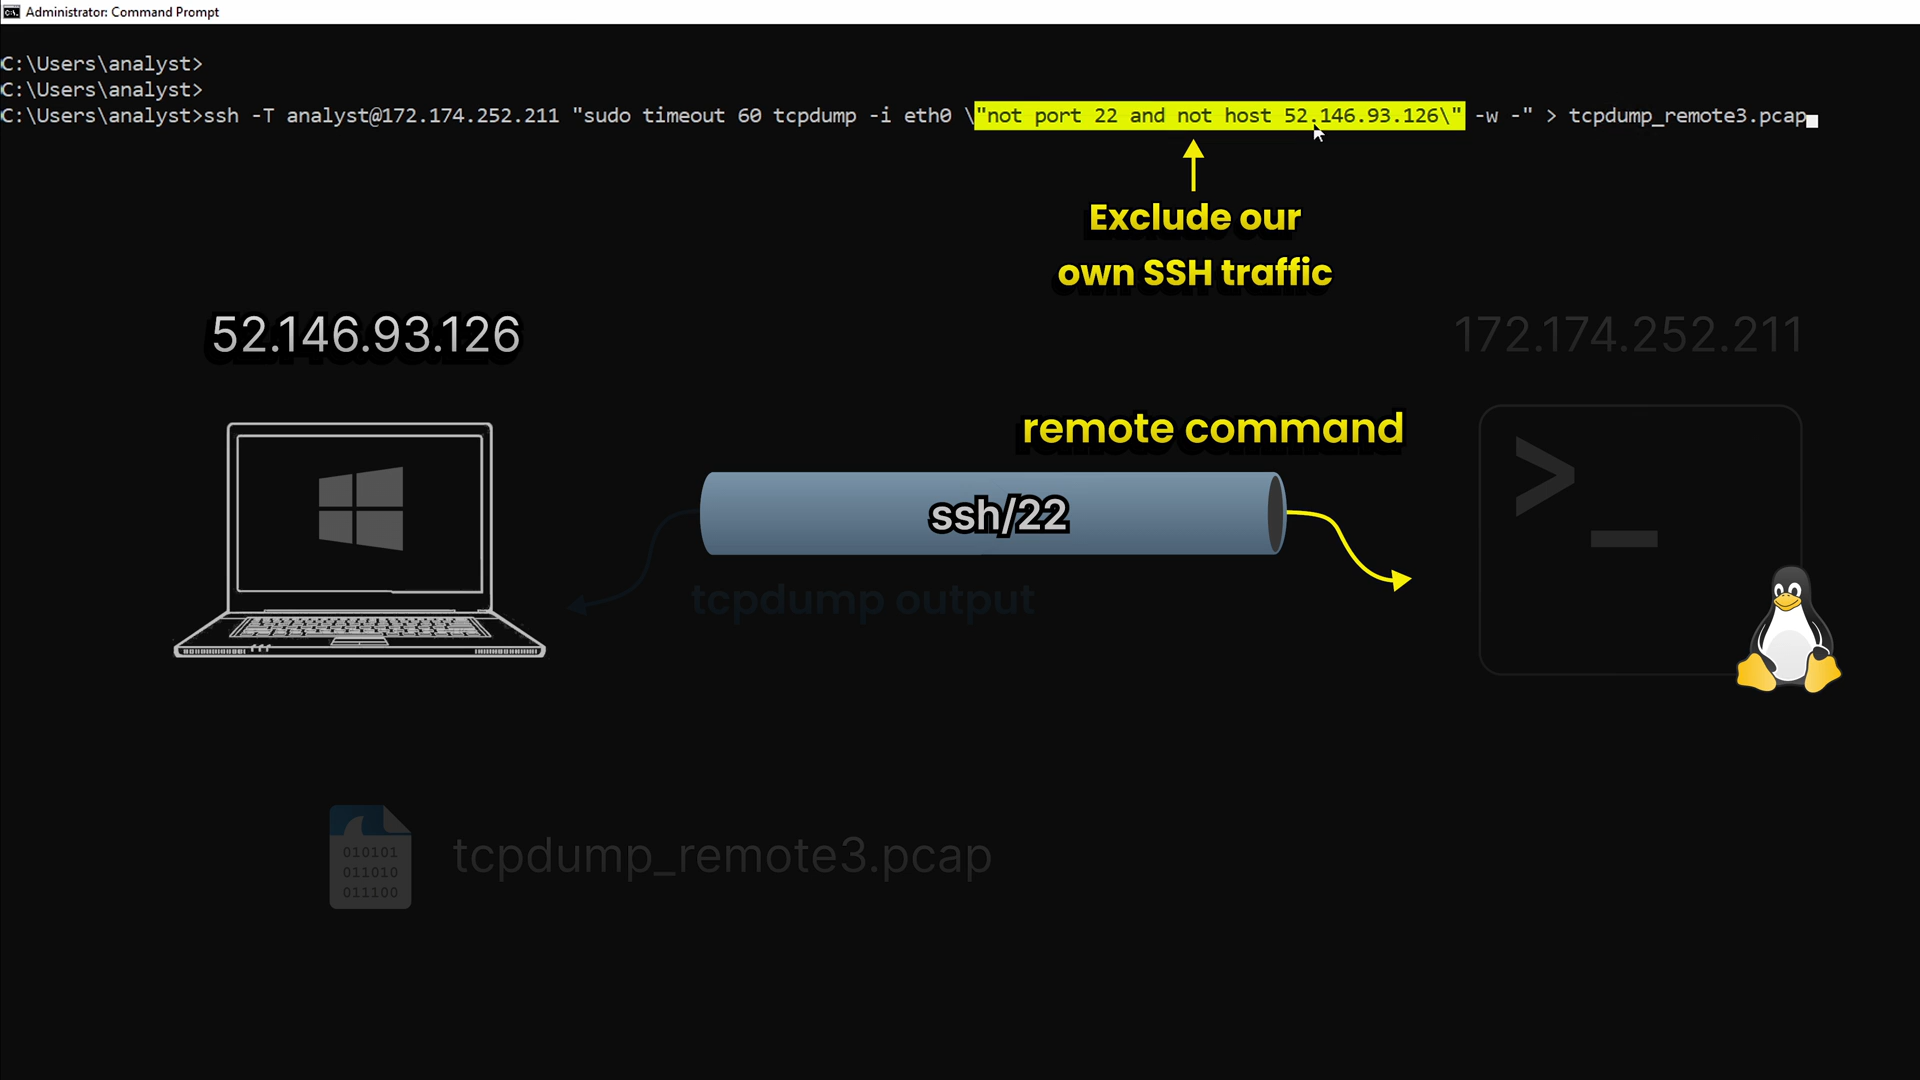 Administrator: Command Prompt
C:\Users\analyst>
C:\Users\analyst>
C:\Users\analyst>ssh -T analyst@172.174.252.211 "sudo timeout 60 tcpdump -i eth0 \"not port 22 and not host 52.146.93.126\" -w -" > tcpdump_remote3.pcap
Exclude our
own SSH traffic
52.146.93.126
172.174.252.211
remote command
ssh/22
>_
tcpdump output
010101
011010
011100
tcpdump_remote3.pcap